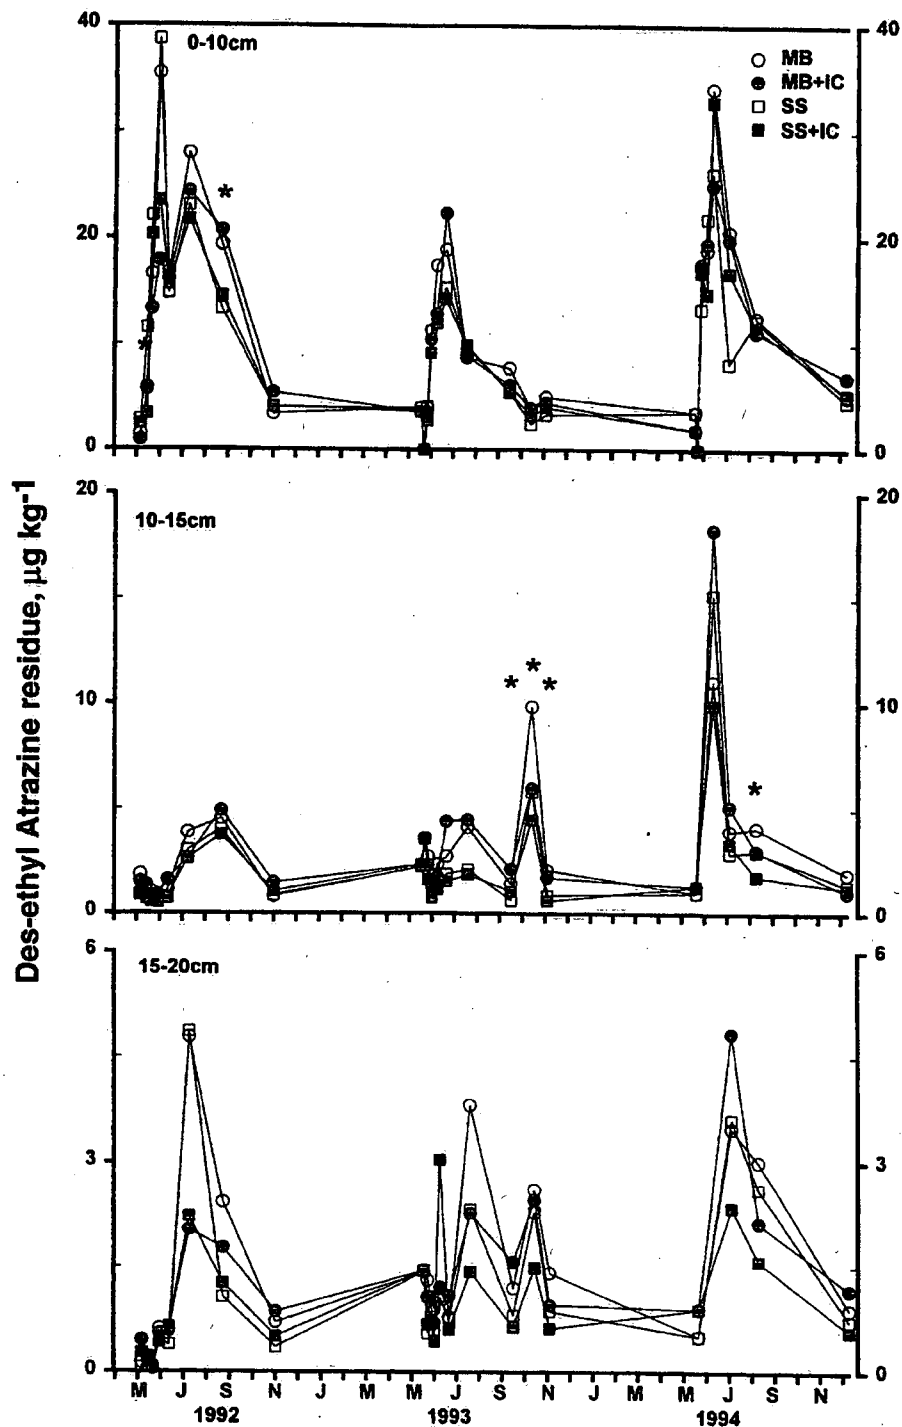 40
0-10cm
40
MB
MB+IC
SS
SS+IC
*
20
20
*
0
0
20
10-15cm
20
* * *
10
10
*
0
0
6
15-20cm
6
3
3
0
0
M J S N J M M J S N J M M J S N
1992 1993 1994
Des-ethyl Atrazine residue, µg kg-1